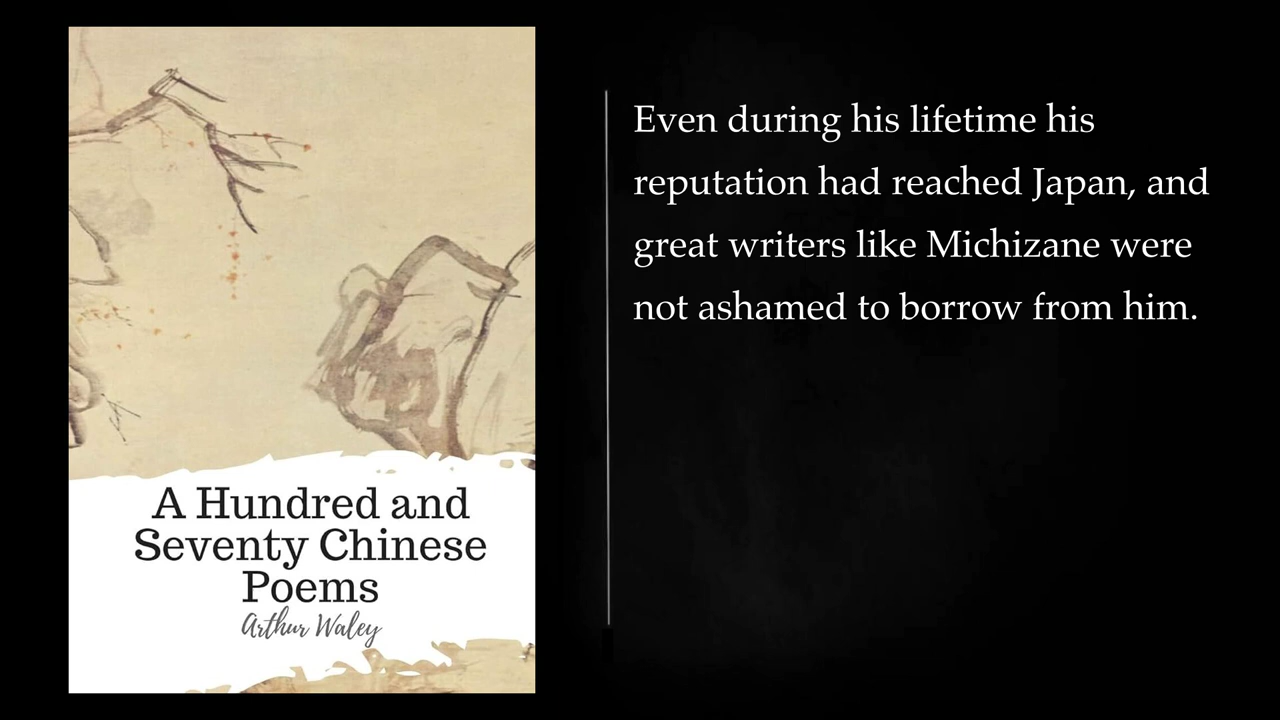 A Hundred and
Seventy Chinese
Poems
Arthur Waley
Even during his lifetime his
reputation had reached Japan, and
great writers like Michizane were
not ashamed to borrow from him.